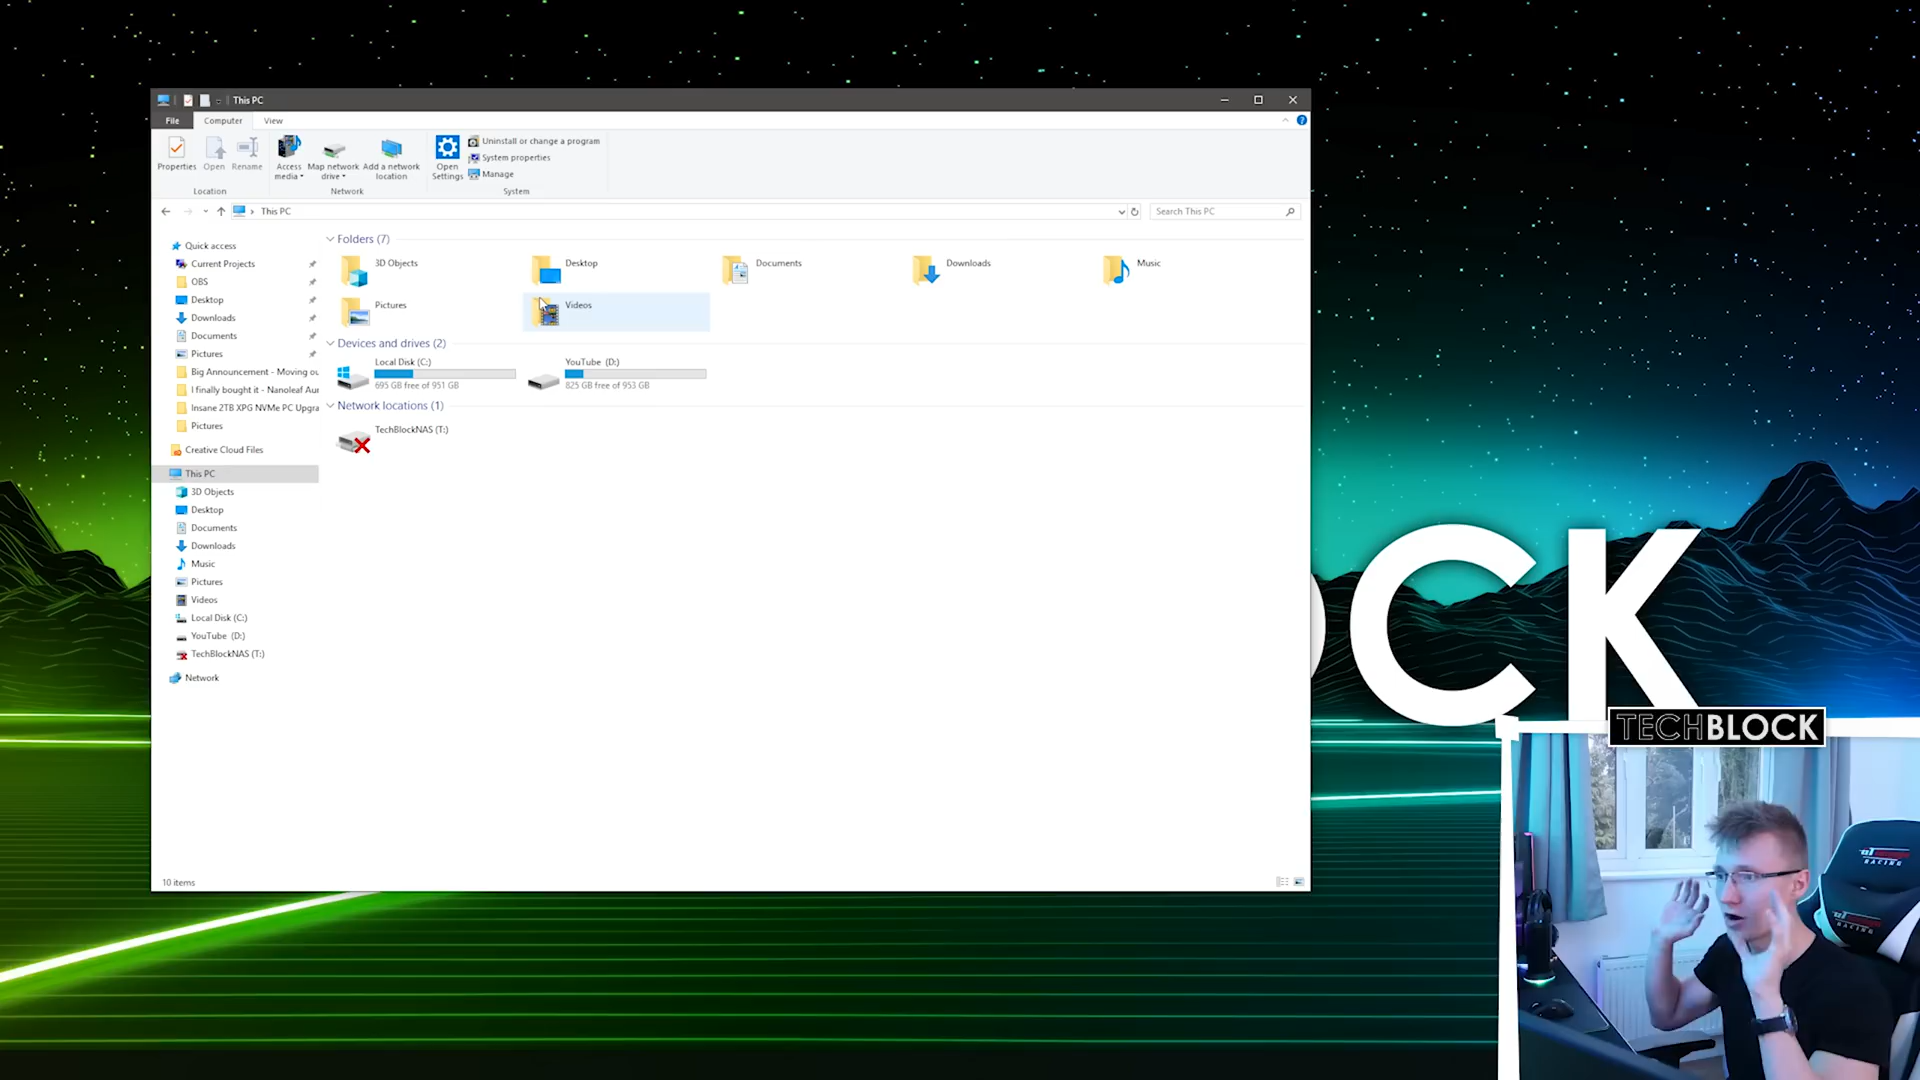 This PC
File
Computer
View
Properties
Open
Rename
Access media
Map network drive
Add a network location
Open Settings
Uninstall or change a program
System properties
Manage
Location
Network
System
This PC
Search This PC
Quick access
Current Projects
OBS
Desktop
Downloads
Documents
Pictures
Big Announcement - Moving ou
I finally bought it - Nanoleaf Aur
Insane 2TB XPG NVMe PC Upgra
Pictures
Creative Cloud Files
This PC
3D Objects
Desktop
Documents
Downloads
Music
Pictures
Videos
Local Disk (C:)
YouTube (D:)
TechBlockNAS (T:)
Network
Folders (7)
3D Objects
Desktop
Documents
Downloads
Music
Pictures
Videos
Devices and drives (2)
Local Disk (C:)
695 GB free of 951 GB
YouTube (D:)
825 GB free of 953 GB
Network locations (1)
TechBlockNAS (T:)
10 items
OCK
TECHBLOCK
RACING
RACING